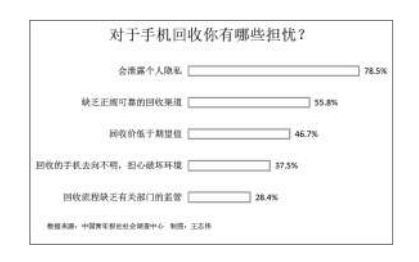 对于手机回收你有哪些担忧？
会泄露个人隐私 78.5%
缺乏正规可靠的回收渠道 55.8%
回收价低于期望值 46.7%
回收的手机去向不明，担心破坏环境 37.5%
回收流程缺乏有关部门的监管 28.4%
数据来源：中国青年报社社会调查中心 制图：王志伟